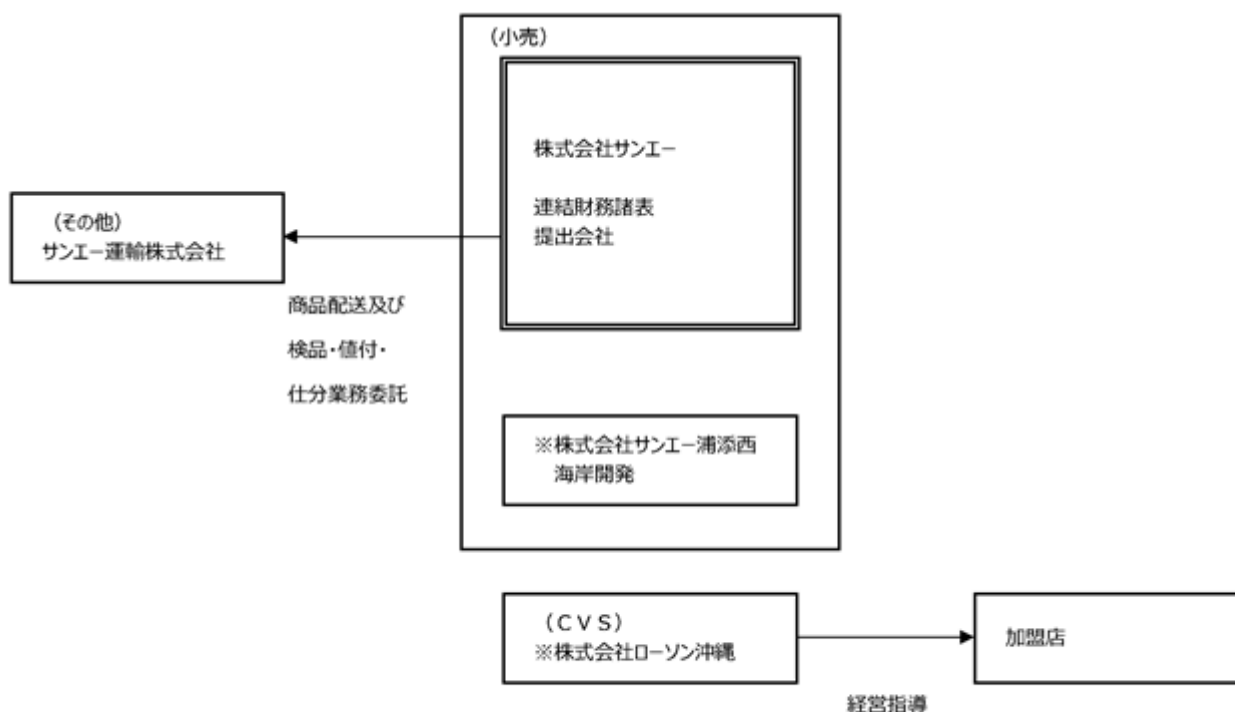 (小売)
株式会社サンエー
連結財務諸表
提出会社
(その他)
サンエー運輸株式会社
商品配送及び
検品・値付・
仕分業務委託
※株式会社サンエー浦添西
海岸開発
(CVS)
※株式会社ローソン沖縄
加盟店
経営指導